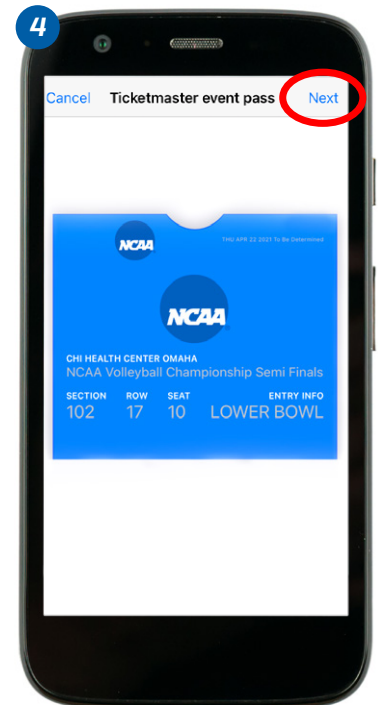 4
Cancel Ticketmaster event pass Next
NCAA THU APR 22 2021 To Be Determined
NCAA
CHI HEALTH CENTER OMAHA
NCAA Volleyball Championship Semi Finals
SECTION ROW SEAT ENTRY INFO
102 17 10 LOWER BOWL